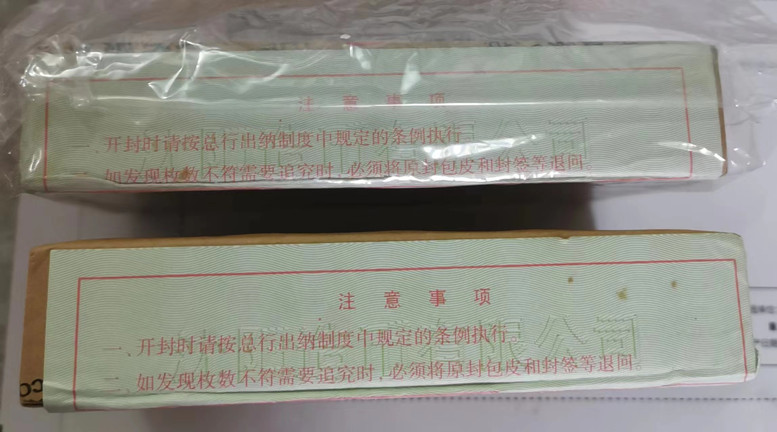 注意事项
一、开封时请按总行出纳制度中规定的条例执行
二、如发现枚数不符需要追究时，必须将原封包皮和封签等退回。
注意事项
一、开封时请按总行出纳制度中规定的条例执行。
二、如发现枚数不符需要追究时，必须将原封包皮和封签等退回。
有限公司